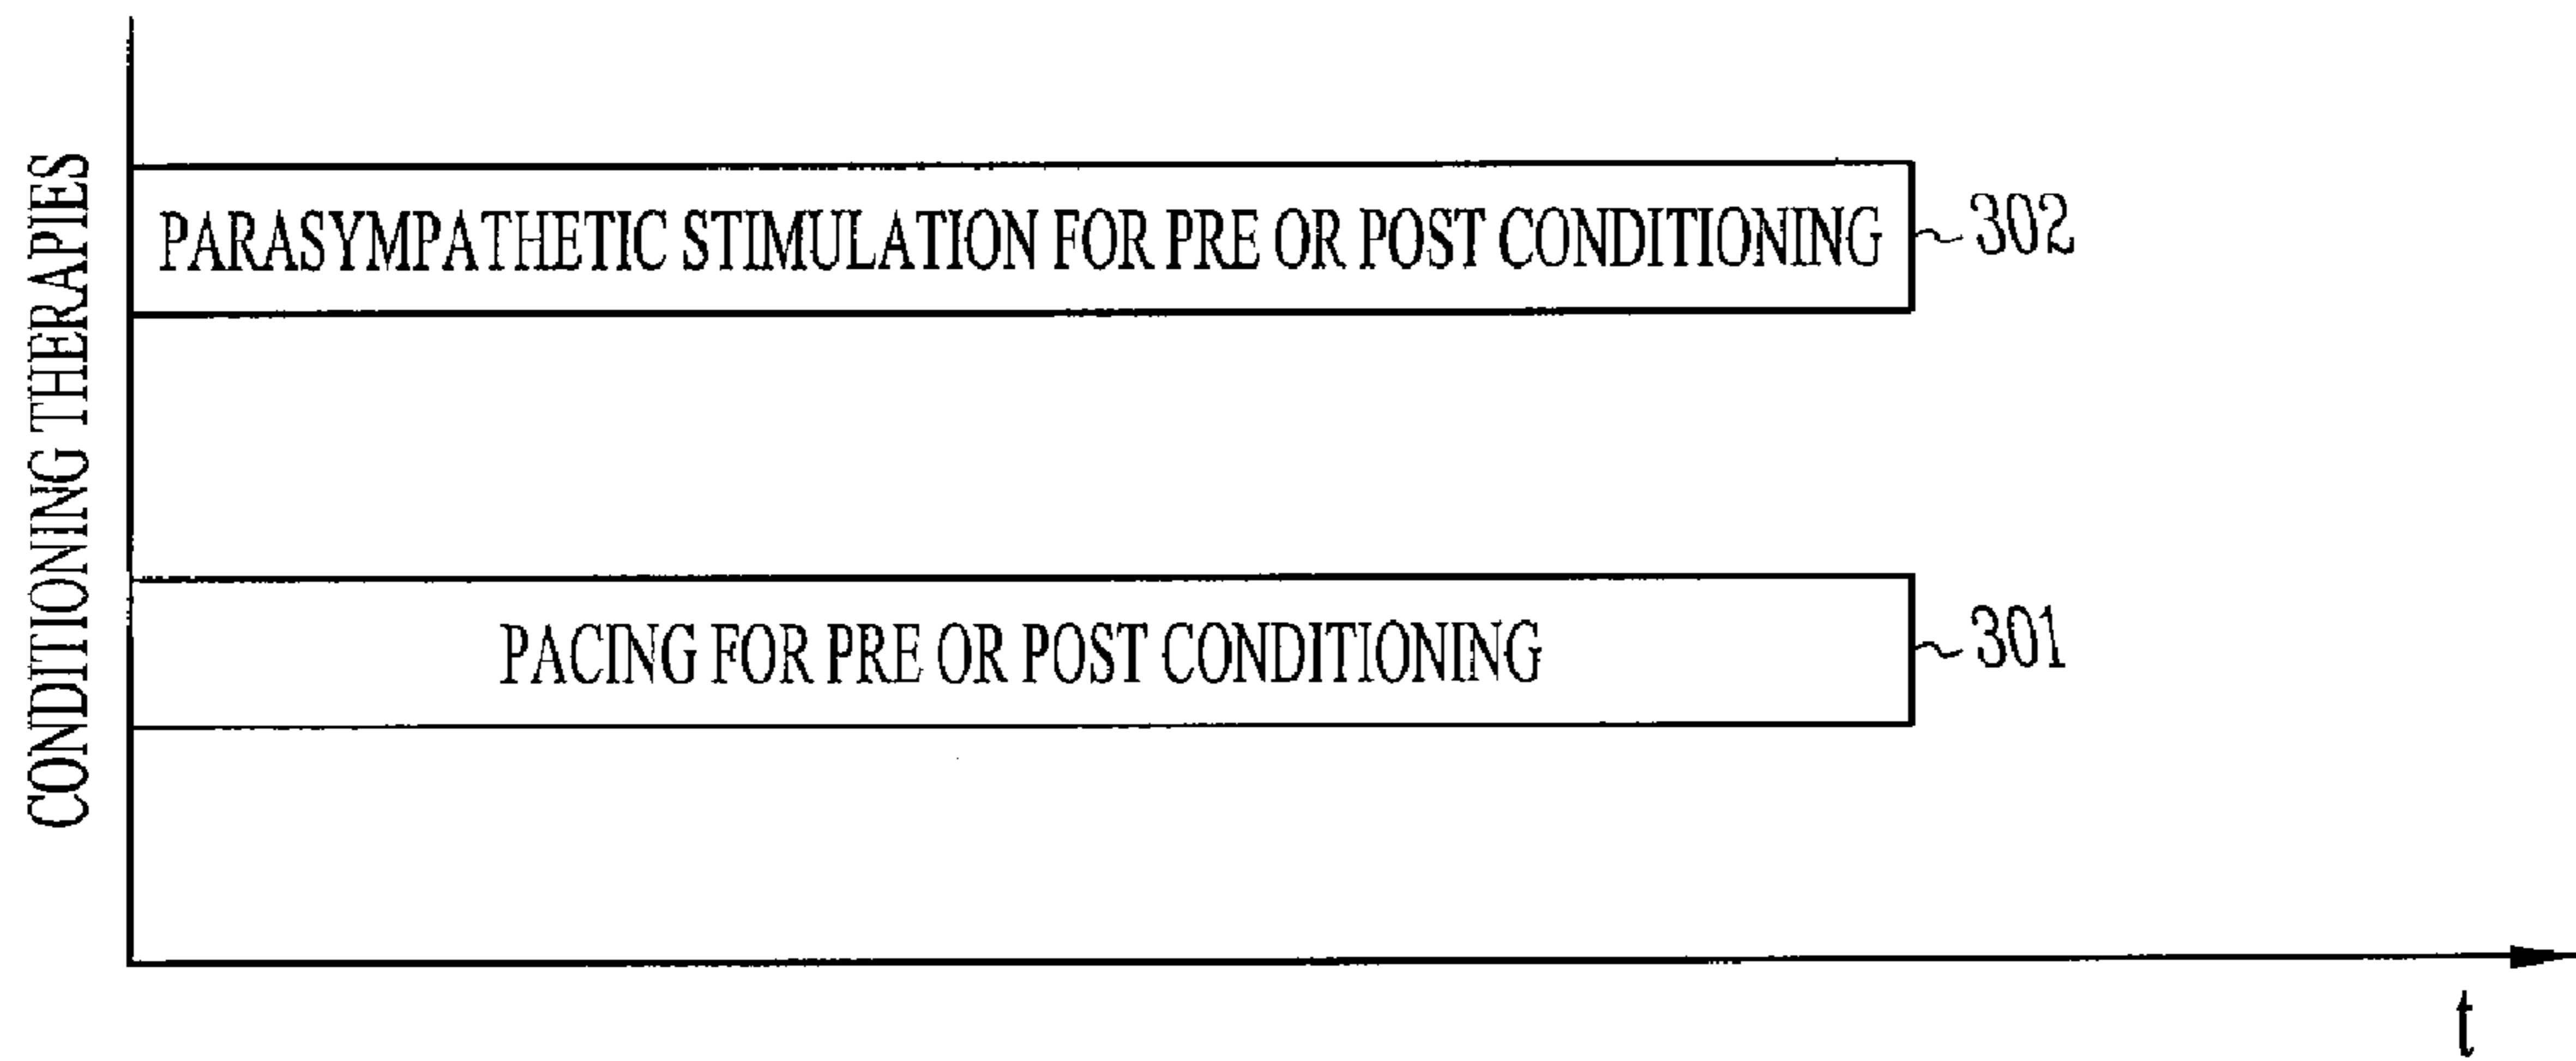 CONDITIONING THERAPIES
PARASYMPATHETIC STIMULATION FOR PRE OR POST CONDITIONING
302
PACING FOR PRE OR POST CONDITIONING
301
t